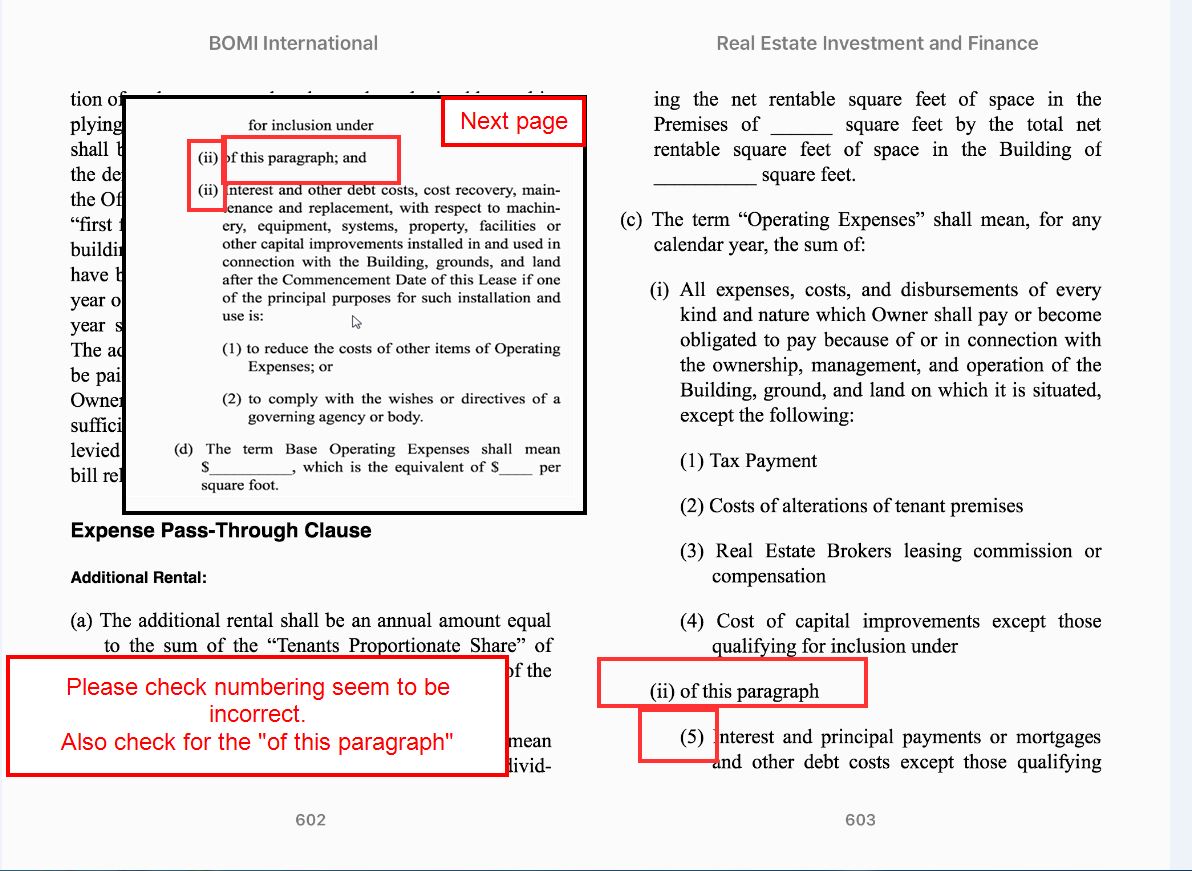 BOMI International
tion of
plying
shall b
the de
the Of
“first f
buildin
have b
year o
year s
The ad
be pai
Owner
suffici
levied
bill rel
Next page
for inclusion under
(ii) of this paragraph; and
(ii) interest and other debt costs, cost recovery, main-
tenance and replacement, with respect to machin-
ery, equipment, systems, property, facilities or
other capital improvements installed in and used in
connection with the Building, grounds, and land
after the Commencement Date of this Lease if one
of the principal purposes for such installation and
use is:
(1) to reduce the costs of other items of Operating
Expenses; or
(2) to comply with the wishes or directives of a
governing agency or body.
(d) The term Base Operating Expenses shall mean
$__________, which is the equivalent of $____ per
square foot.
Expense Pass-Through Clause
Additional Rental:
(a) The additional rental shall be an annual amount equal
to the sum of the “Tenants Proportionate Share” of
of the
Please check numbering seem to be
incorrect.
Also check for the "of this paragraph"
mean
divid-
602
Real Estate Investment and Finance
ing the net rentable square feet of space in the
Premises of ______ square feet by the total net
rentable square feet of space in the Building of
__________ square feet.
(c) The term “Operating Expenses” shall mean, for any
calendar year, the sum of:
(i) All expenses, costs, and disbursements of every
kind and nature which Owner shall pay or become
obligated to pay because of or in connection with
the ownership, management, and operation of the
Building, ground, and land on which it is situated,
except the following:
(1) Tax Payment
(2) Costs of alterations of tenant premises
(3) Real Estate Brokers leasing commission or
compensation
(4) Cost of capital improvements except those
qualifying for inclusion under
(ii) of this paragraph
(5) Interest and principal payments or mortgages
and other debt costs except those qualifying
603